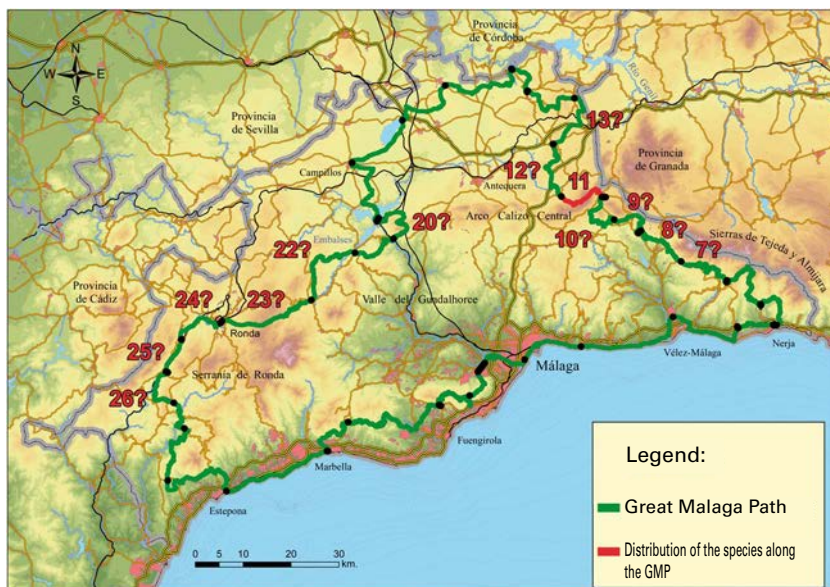 Provincia
de Córdoba
N
W E
S
Río Genil
Provincia
de Sevilla
13?
Provincia
de Granada
Campillos
12?
Antequera
11
9?
Arco Calizo Central
10?
8?
Sierras de Tejeda y Almijara
7?
20?
22?
Embalses
Provincia
de Cádiz
24?
23?
Valle del Guadalhorce
Ronda
Nerja
Vélez-Málaga
Málaga
25?
Serranía de Ronda
26?
Fuengirola
Marbella
Estepona
0 5 10 20 30
km.
Legend:
Great Malaga Path
Distribution of the species along
the GMP